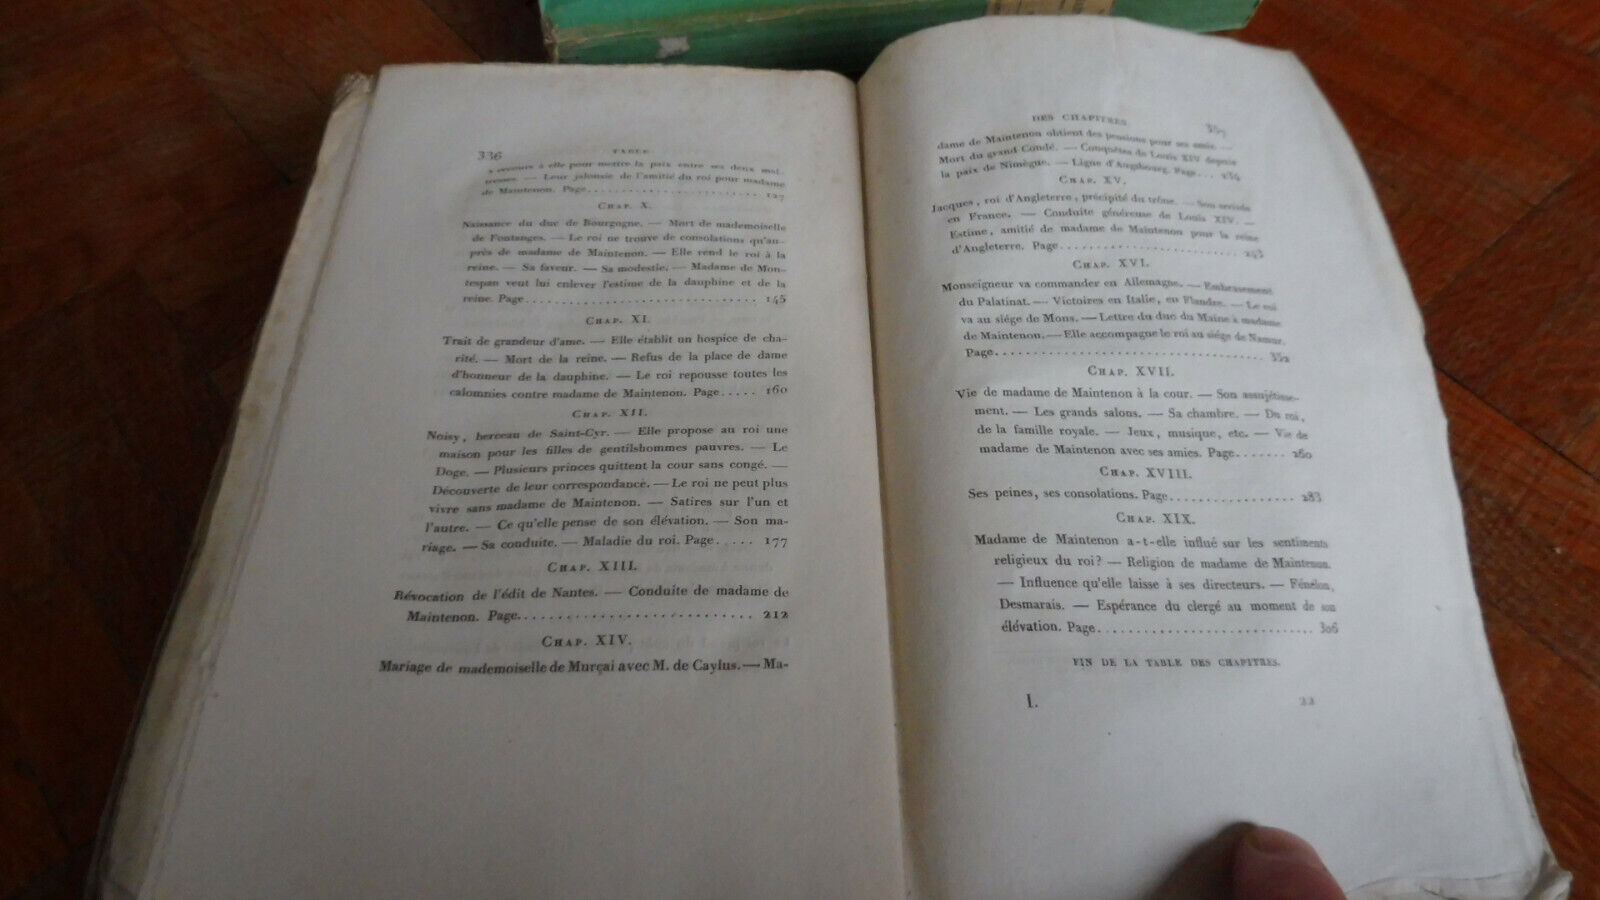 336 TABLE
a recours à elle pour mettre la paix entre ses deux maî-
tresses. — Leur jalousie de l'amitié du roi pour madame
de Maintenon. Page 127
CHAP. X.
Naissance du duc de Bourgogne. — Mort de mademoiselle
de Fontanges. — Le roi ne trouve de consolations qu'au-
près de madame de Maintenon. — Elle rend le roi à la
reine. — Sa faveur. — Sa modestie. — Madame de Mon-
tespan veut lui enlever l'estime de la dauphine et de la
reine. Page 145
CHAP. XI.
Trait de grandeur d'ame. — Elle établit un hospice de cha-
rité. — Mort de la reine. — Refus de la place de dame
d'honneur de la dauphine. — Le roi repousse toutes les
calomnies contre madame de Maintenon. Page..... 160
CHAP. XII.
Noisy, berceau de Saint-Cyr. — Elle propose au roi une
maison pour les filles de gentilshommes pauvres. — Le
Doge. — Plusieurs princes quittent la cour sans congé. —
Découverte de leur correspondance. — Le roi ne peut plus
vivre sans madame de Maintenon. — Satires sur l'un et
l'autre. — Ce qu'elle pense de son élévation. — Son ma-
riage. — Sa conduite. — Maladie du roi. Page..... 177
CHAP. XIII.
Révocation de l'édit de Nantes. — Conduite de madame de
Maintenon. Page 212
CHAP. XIV.
Mariage de mademoiselle de Murçai avec M. de Caylus. — Ma-
DES CHAPITRES.
dame de Maintenon obtient des pensions pour ses amis. —
Mort du grand Condé. — Conquêtes de Louis XIV depuis
la paix de Nimègue. — Ligue d'Augsbourg. Page...
CHAP. XV.
Jacques, roi d'Angleterre, précipité du trône. — Son arrivée
en France. — Conduite généreuse de Louis XIV. —
Estime, amitié de madame de Maintenon pour la reine
d'Angleterre. Page 243
CHAP. XVI.
Monseigneur va commander en Allemagne. — Embrasement
du Palatinat. — Victoires en Italie, en Flandre. — Le roi
va au siége de Mons. — Lettre du duc du Maine à madame
de Maintenon. — Elle accompagne le roi au siége de Namur.
Page 352
CHAP. XVII.
Vie de madame de Maintenon à la cour. — Son assujétisse-
ment. — Les grands salons. — Sa chambre. — Du roi,
de la famille royale. — Jeux, musique, etc. — Vie de
madame de Maintenon avec ses amies. Page....... 260
CHAP. XVIII.
Ses peines, ses consolations. Page 283
CHAP. XIX.
Madame de Maintenon a-t-elle influé sur les sentiments
religieux du roi? — Religion de madame de Maintenon.
— Influence qu'elle laisse à ses directeurs. — Fénélon,
Desmarais. — Espérance du clergé au moment de son
élévation. Page 306
FIN DE LA TABLE DES CHAPITRES.
I. 22